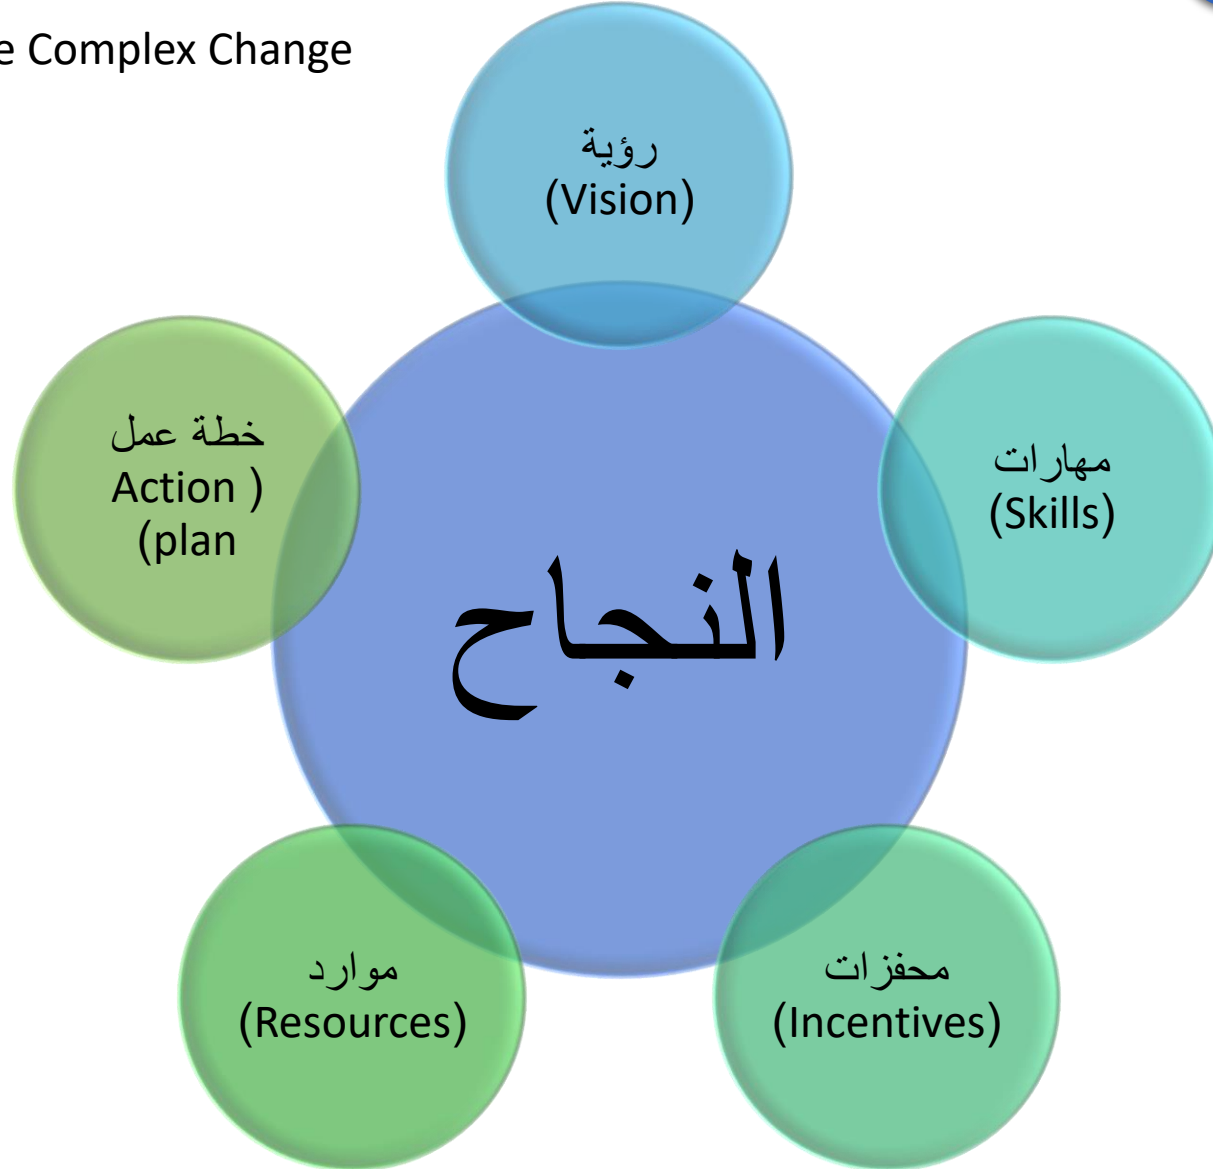 e Complex Change
رؤية
(Vision)
مهارات
(Skills)
محفزات
(Incentives)
موارد
(Resources)
خطة عمل
Action )
(plan
النجاح